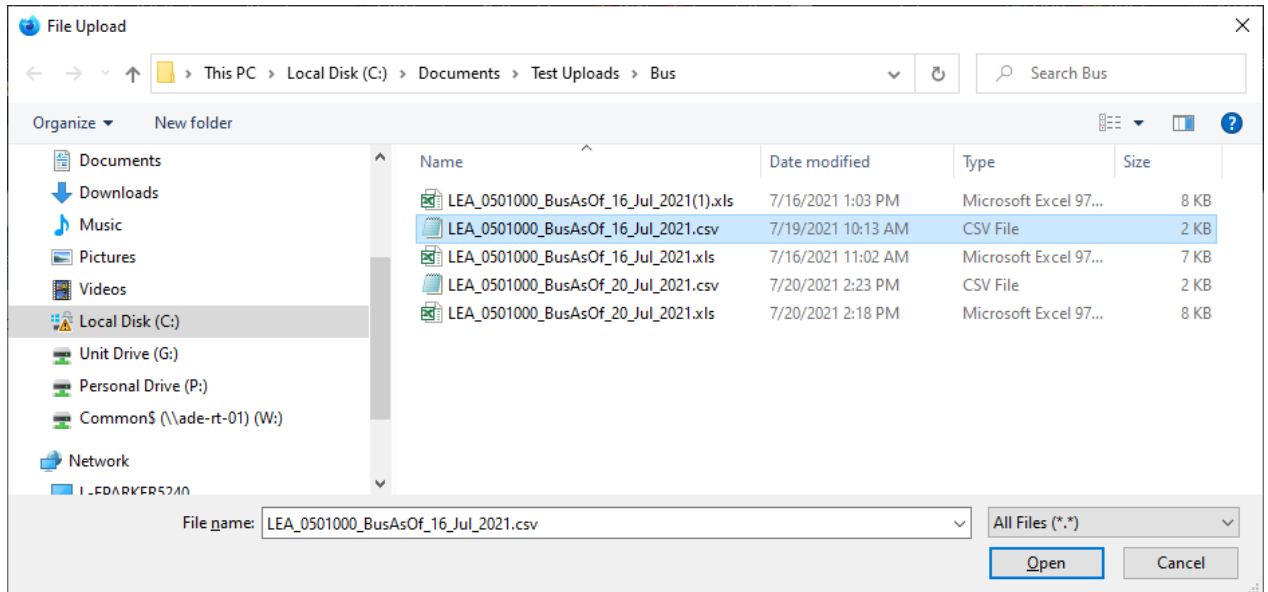 File Upload
This PC > Local Disk (C:) > Documents > Test Uploads > Bus
Search Bus
Organize
New folder
Documents
Downloads
Music
Pictures
Videos
Local Disk (C:)
Unit Drive (G:)
Personal Drive (P:)
Common$ (\\ade-rt-01) (W:)
Network
Name Date modified Type Size
LEA_0501000_BusAsOf_16_Jul_2021(1).xls 7/16/2021 1:03 PM Microsoft Excel 97... 8 KB
LEA_0501000_BusAsOf_16_Jul_2021.csv 7/19/2021 10:13 AM CSV File 2 KB
LEA_0501000_BusAsOf_16_Jul_2021.xls 7/16/2021 11:02 AM Microsoft Excel 97... 7 KB
LEA_0501000_BusAsOf_20_Jul_2021.csv 7/20/2021 2:23 PM CSV File 2 KB
LEA_0501000_BusAsOf_20_Jul_2021.xls 7/20/2021 2:18 PM Microsoft Excel 97... 8 KB
File name: LEA_0501000_BusAsOf_16_Jul_2021.csv
All Files (*.*)
Open
Cancel